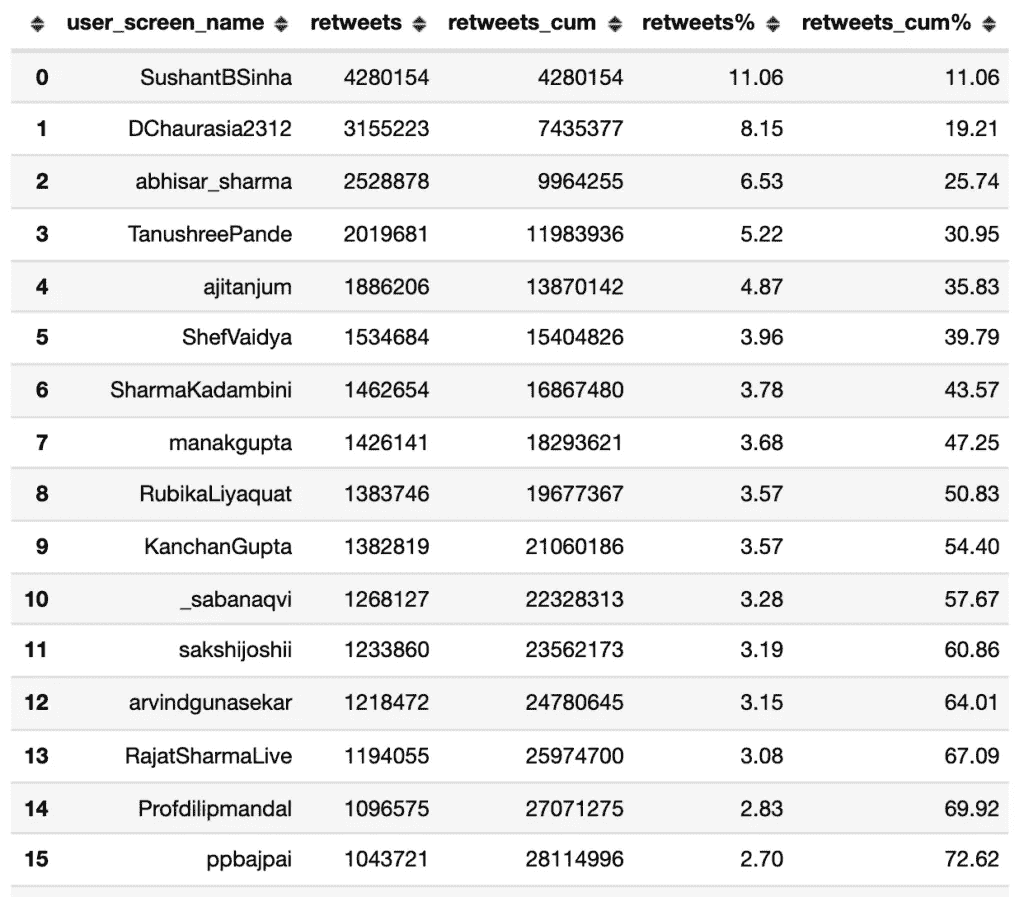 user_screen_name retweets retweets_cum retweets% retweets_cum%
0 SushantBSinha 4280154 4280154 11.06 11.06
1 DChaurasia2312 3155223 7435377 8.15 19.21
2 abhisar_sharma 2528878 9964255 6.53 25.74
3 TanushreePande 2019681 11983936 5.22 30.95
4 ajitanjum 1886206 13870142 4.87 35.83
5 ShefVaidya 1534684 15404826 3.96 39.79
6 SharmaKadambini 1462654 16867480 3.78 43.57
7 manakgupta 1426141 18293621 3.68 47.25
8 RubikaLiyaquat 1383746 19677367 3.57 50.83
9 KanchanGupta 1382819 21060186 3.57 54.40
10 _sabanaqvi 1268127 22328313 3.28 57.67
11 sakshijoshii 1233860 23562173 3.19 60.86
12 arvindgunasekar 1218472 24780645 3.15 64.01
13 RajatSharmaLive 1194055 25974700 3.08 67.09
14 Profdilipmandal 1096575 27071275 2.83 69.92
15 ppbajpai 1043721 28114996 2.70 72.62